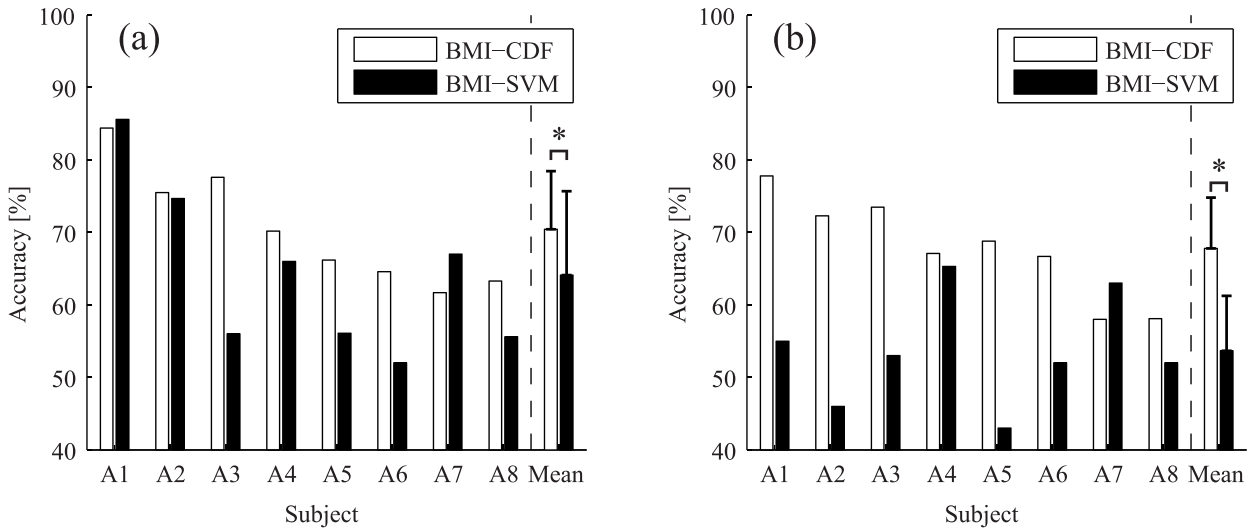 (a)
BMI−CDF
BMI−SVM
*
100
90
80
70
60
50
40
Accuracy [%]
A1 A2 A3 A4 A5 A6 A7 A8 Mean
Subject
(b)
BMI−CDF
BMI−SVM
*
100
90
80
70
60
50
40
Accuracy [%]
A1 A2 A3 A4 A5 A6 A7 A8 Mean
Subject